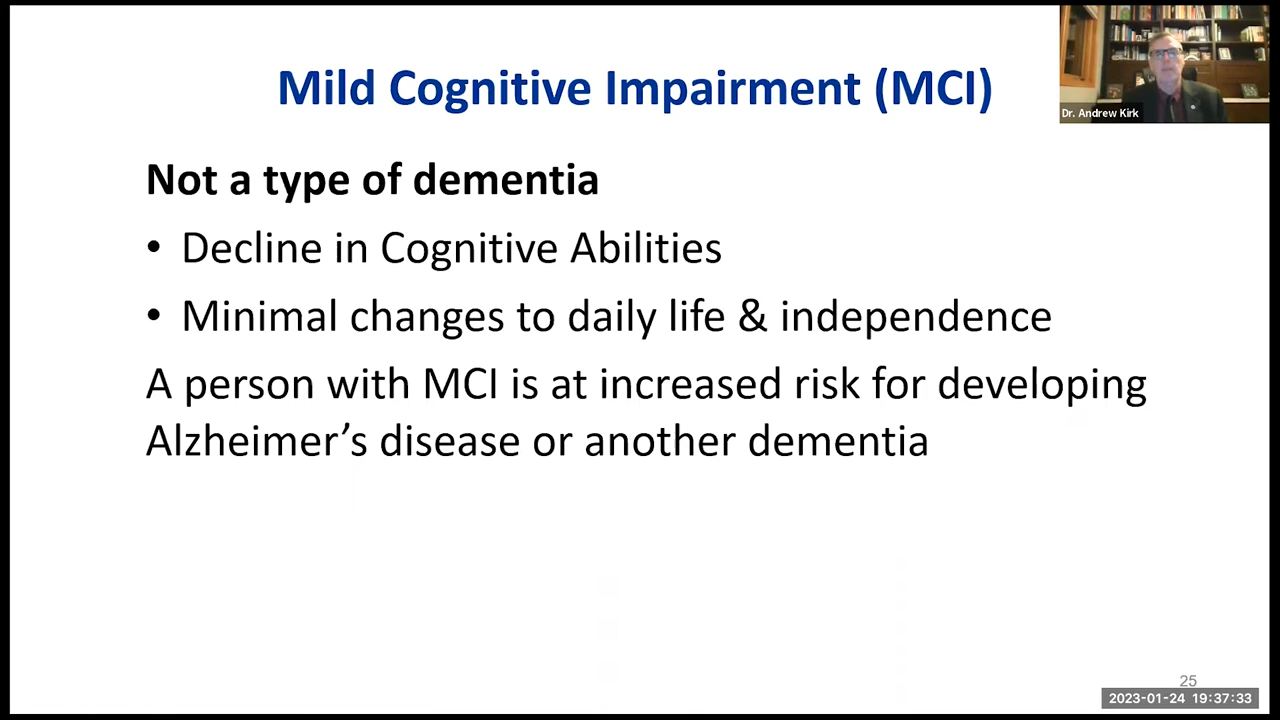 Mild Cognitive Impairment (MCI)
Dr. Andrew Kirk
Not a type of dementia
• Decline in Cognitive Abilities
• Minimal changes to daily life & independence
A person with MCI is at increased risk for developing
Alzheimer’s disease or another dementia
25
2023-01-24 19:37:33